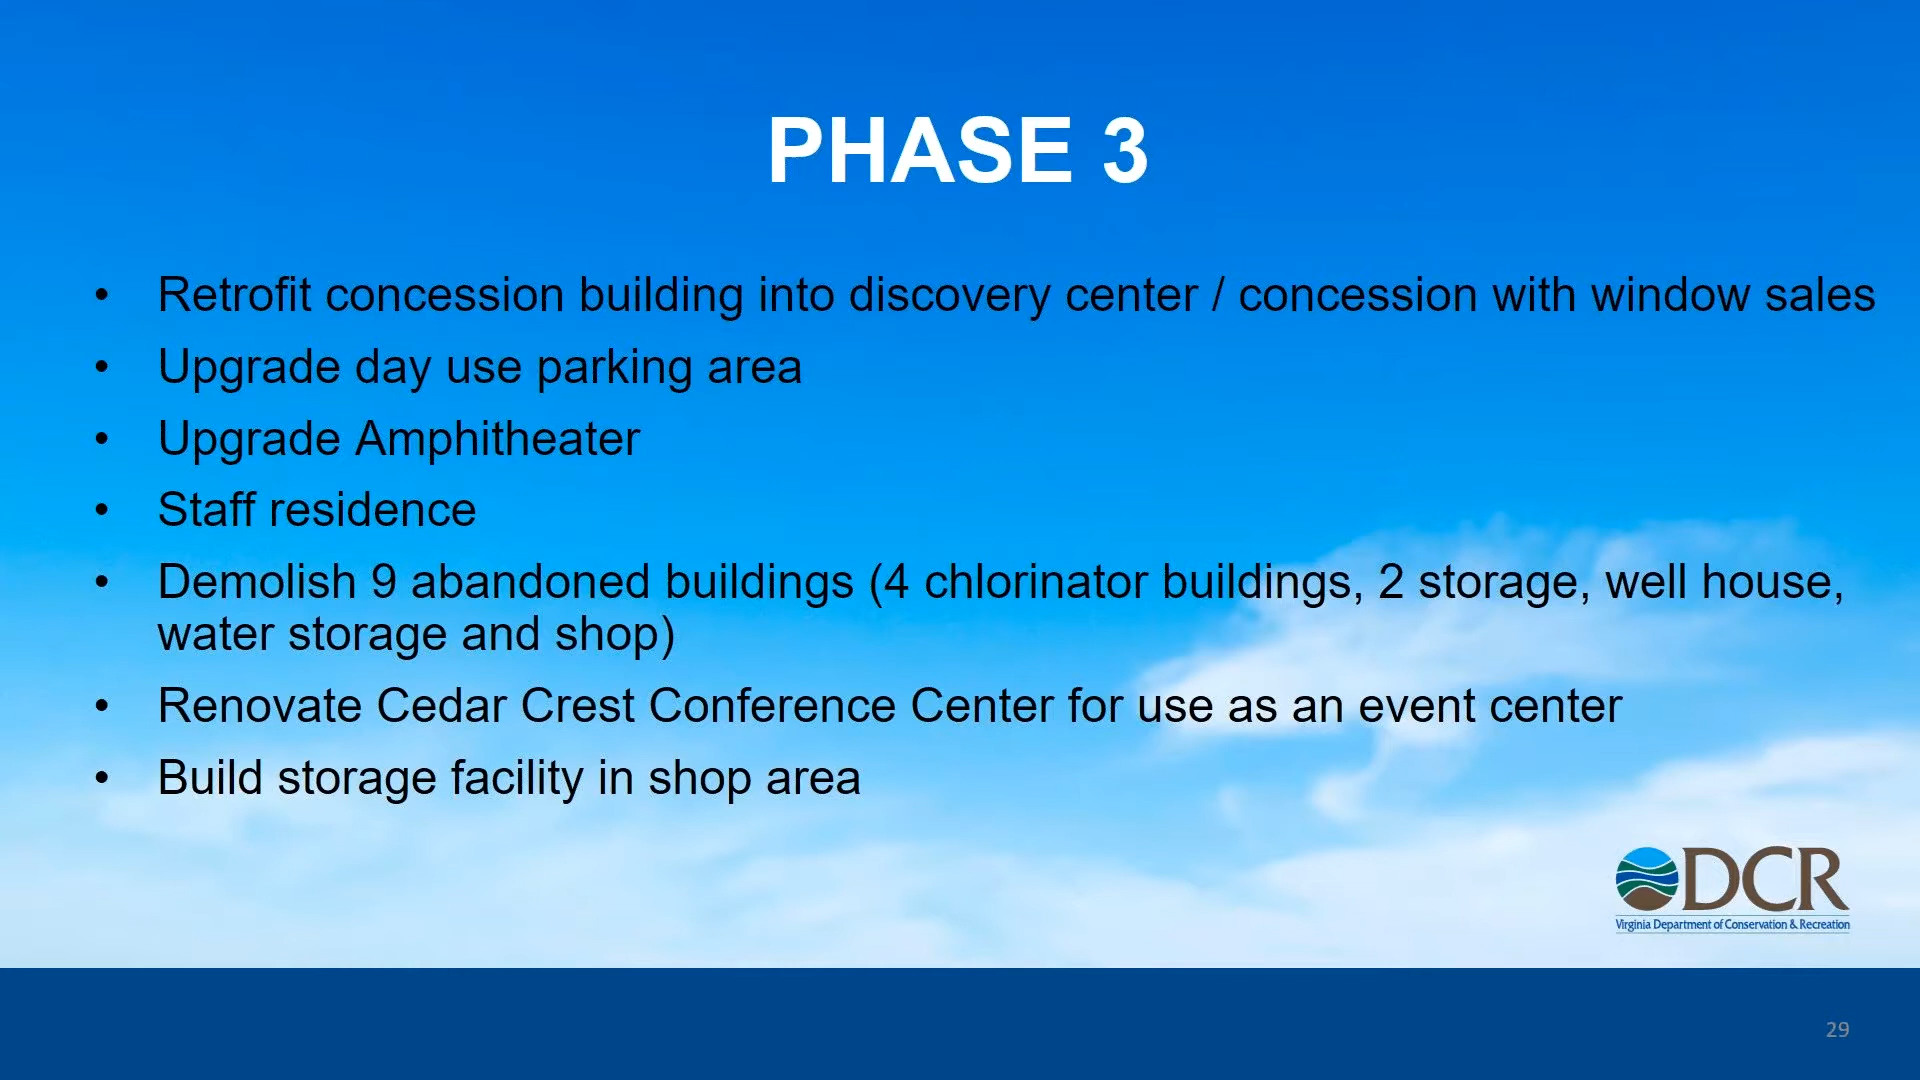 PHASE 3
• Retrofit concession building into discovery center / concession with window sales
• Upgrade day use parking area
• Upgrade Amphitheater
• Staff residence
• Demolish 9 abandoned buildings (4 chlorinator buildings, 2 storage, well house,
water storage and shop)
• Renovate Cedar Crest Conference Center for use as an event center
• Build storage facility in shop area
DCR
Virginia Department of Conservation & Recreation
29